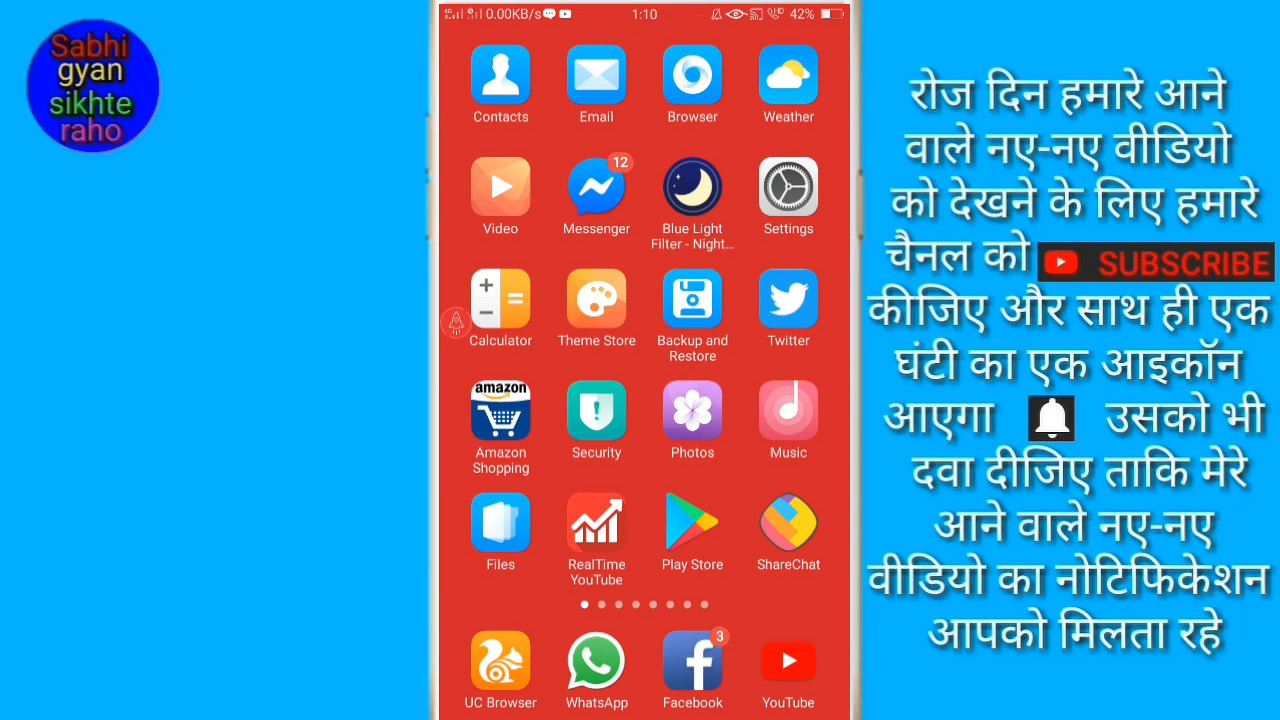 Sabhi
gyan
sikhte
raho
0.00KB/s 1:10 42%
Contacts Email Browser Weather
12
Video Messenger Blue Light Settings
Filter - Night...
Calculator Theme Store Backup and Twitter
Restore
amazon
Amazon Security Photos Music
Shopping
Files RealTime Play Store ShareChat
YouTube
3
UC Browser WhatsApp Facebook YouTube
रोज दिन हमारे आने
वाले नए-नए वीडियो
को देखने के लिए हमारे
चैनल को SUBSCRIBE
कीजिए और साथ ही एक
घंटी का एक आइकॉन
आएगा उसको भी
दवा दीजिए ताकि मेरे
आने वाले नए-नए
वीडियो का नोटिफिकेशन
आपको मिलता रहे